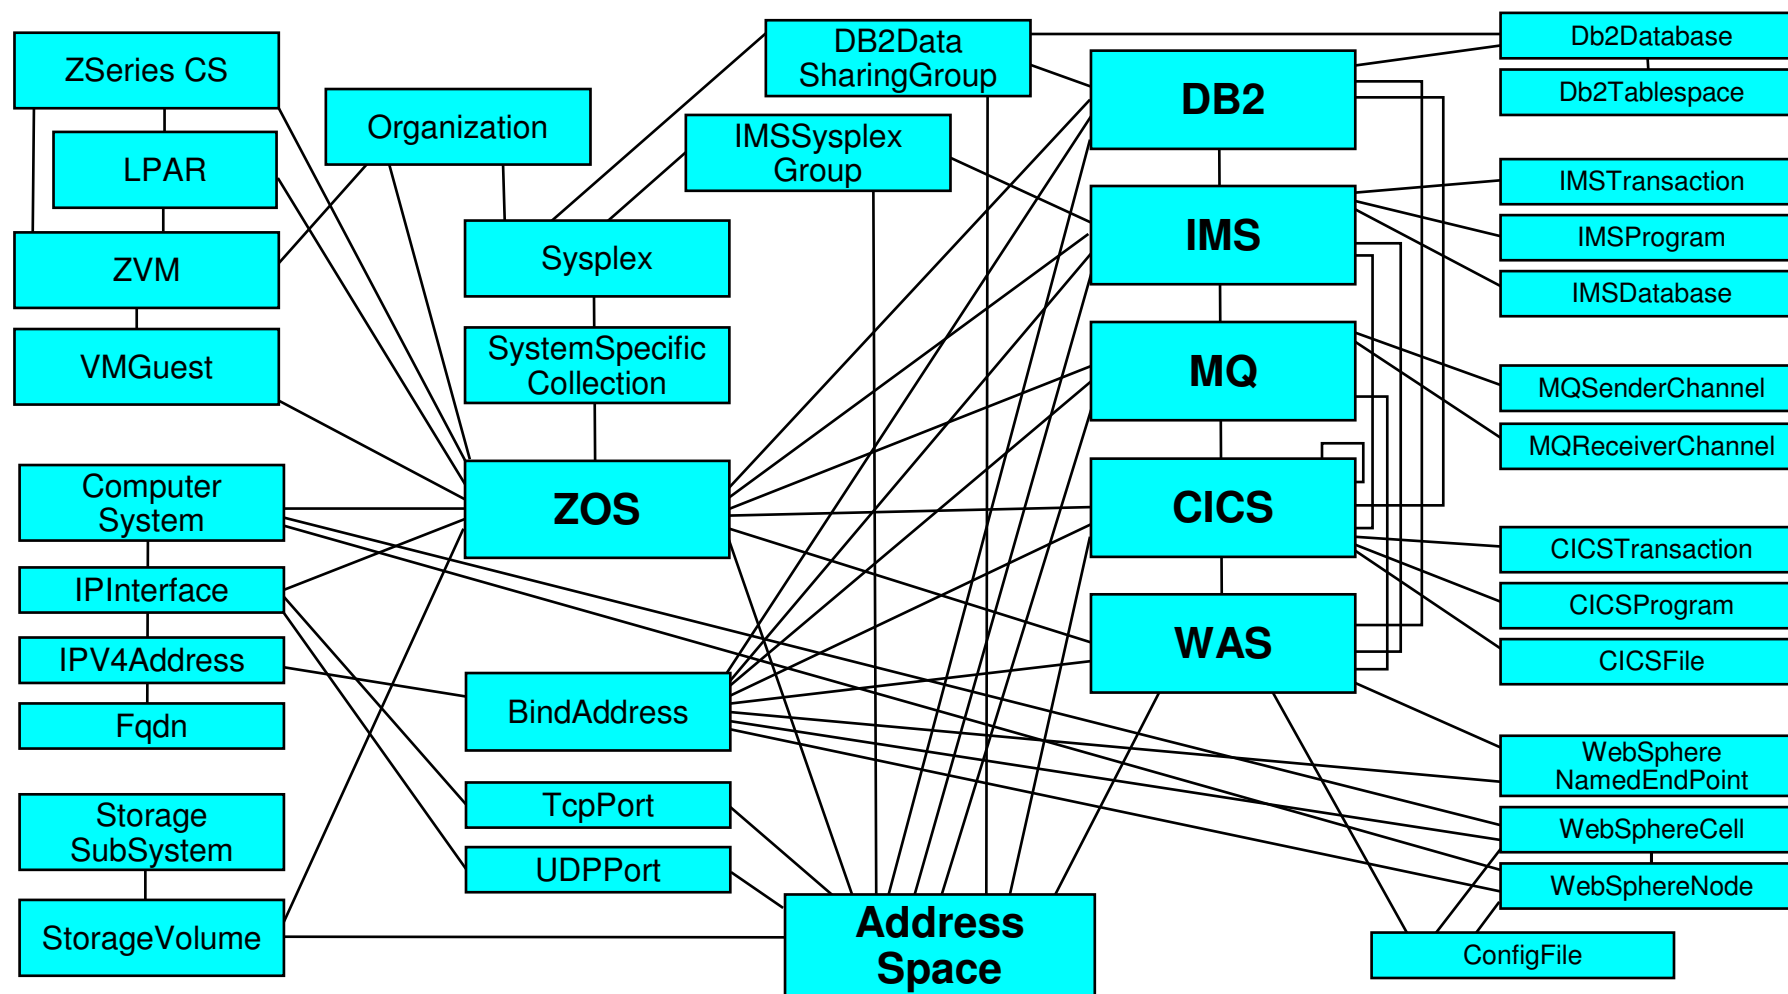 ZSeries CS
LPAR
ZVM
VMGuest
Organization
DB2Data
SharingGroup
IMSSysplex
Group
Sysplex
SystemSpecific
Collection
ZOS
DB2
IMS
MQ
CICS
WAS
Db2Database
Db2Tablespace
IMSTransaction
IMSProgram
IMSDatabase
MQSenderChannel
MQReceiverChannel
CICSTransaction
CICSProgram
CICSFile
WebSphere
NamedEndPoint
WebSphereCell
WebSphereNode
ConfigFile
Computer
System
IPInterface
IPV4Address
Fqdn
Storage
SubSystem
StorageVolume
BindAddress
TcpPort
UDPPort
Address
Space